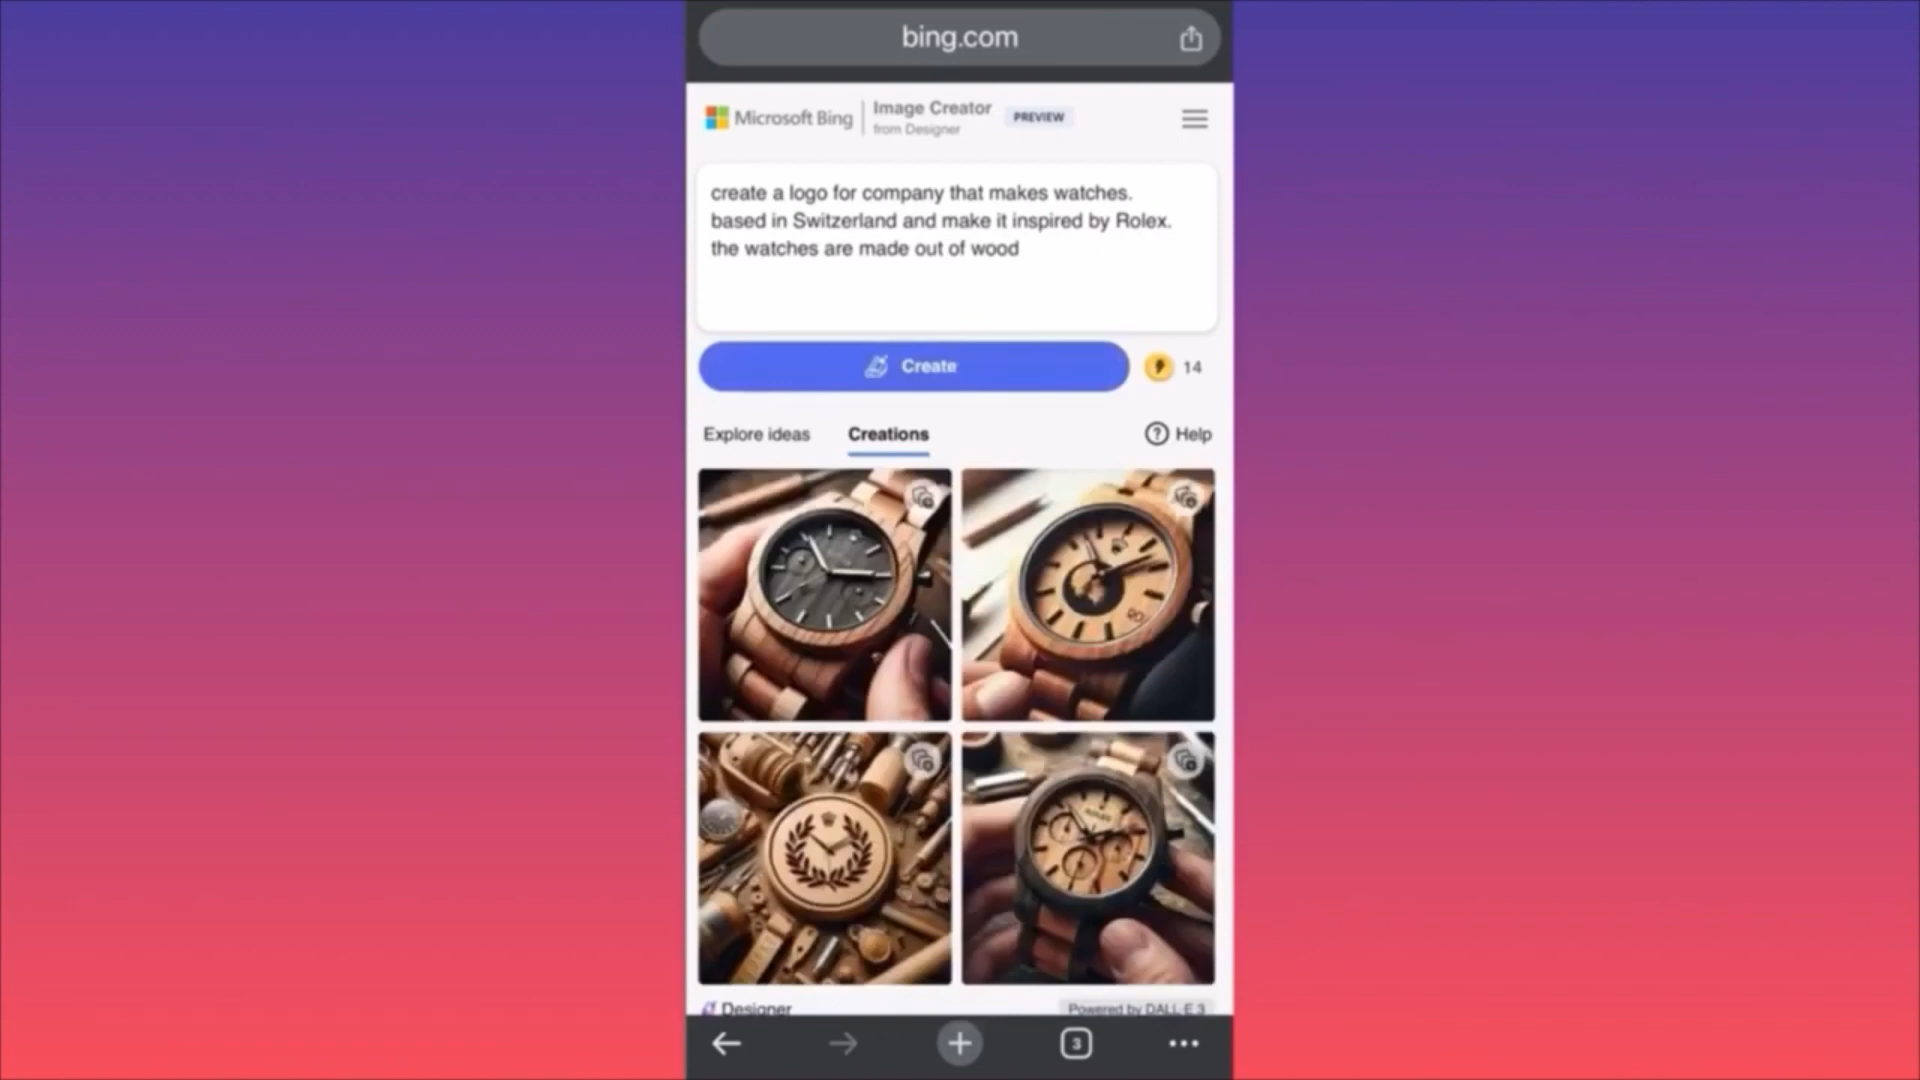 bing.com
Microsoft Bing
Image Creator
from Designer
PREVIEW
create a logo for company that makes watches.
based in Switzerland and make it inspired by Rolex.
the watches are made out of wood
Create
14
Explore ideas
Creations
Help
Designer
Powered by DALL·E 3
3